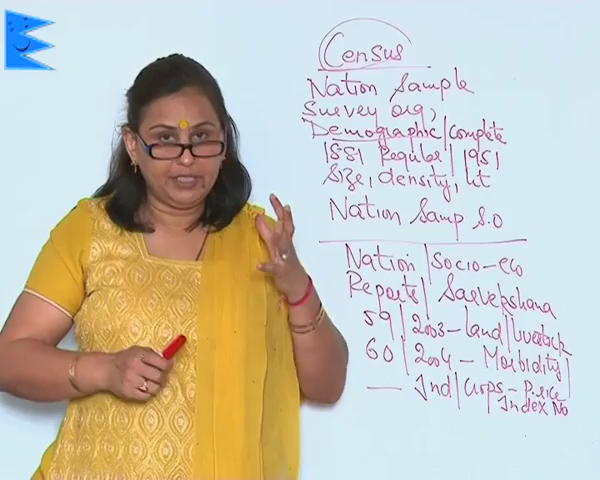 Census
Nation Sample
Survey org,
Demographic/complete
1881 Regular | 1951
Size, density, lit
Nation Samp S.O
Nation | Socio-eco
Reports | Sarvekshana
59 | 2003-land/livestock
60 | 2004 - Morbidity |
— Ind | Crops - Price
Index No